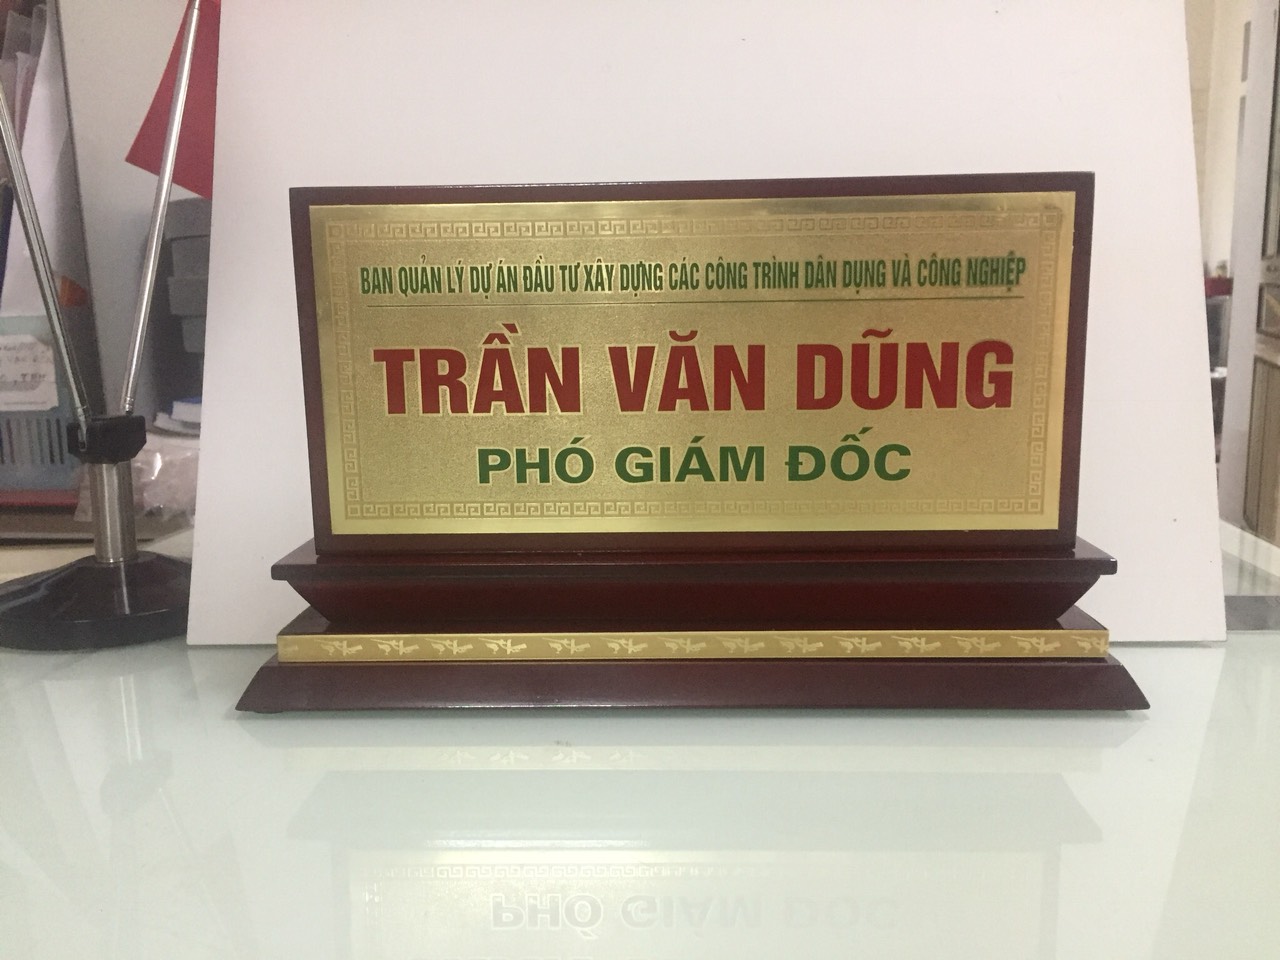 BAN QUẢN LÝ DỰ ÁN ĐẦU TƯ XÂY DỰNG CÁC CÔNG TRÌNH DÂN DỤNG VÀ CÔNG NGHIỆP
TRẦN VĂN DŨNG
PHÓ GIÁM ĐỐC